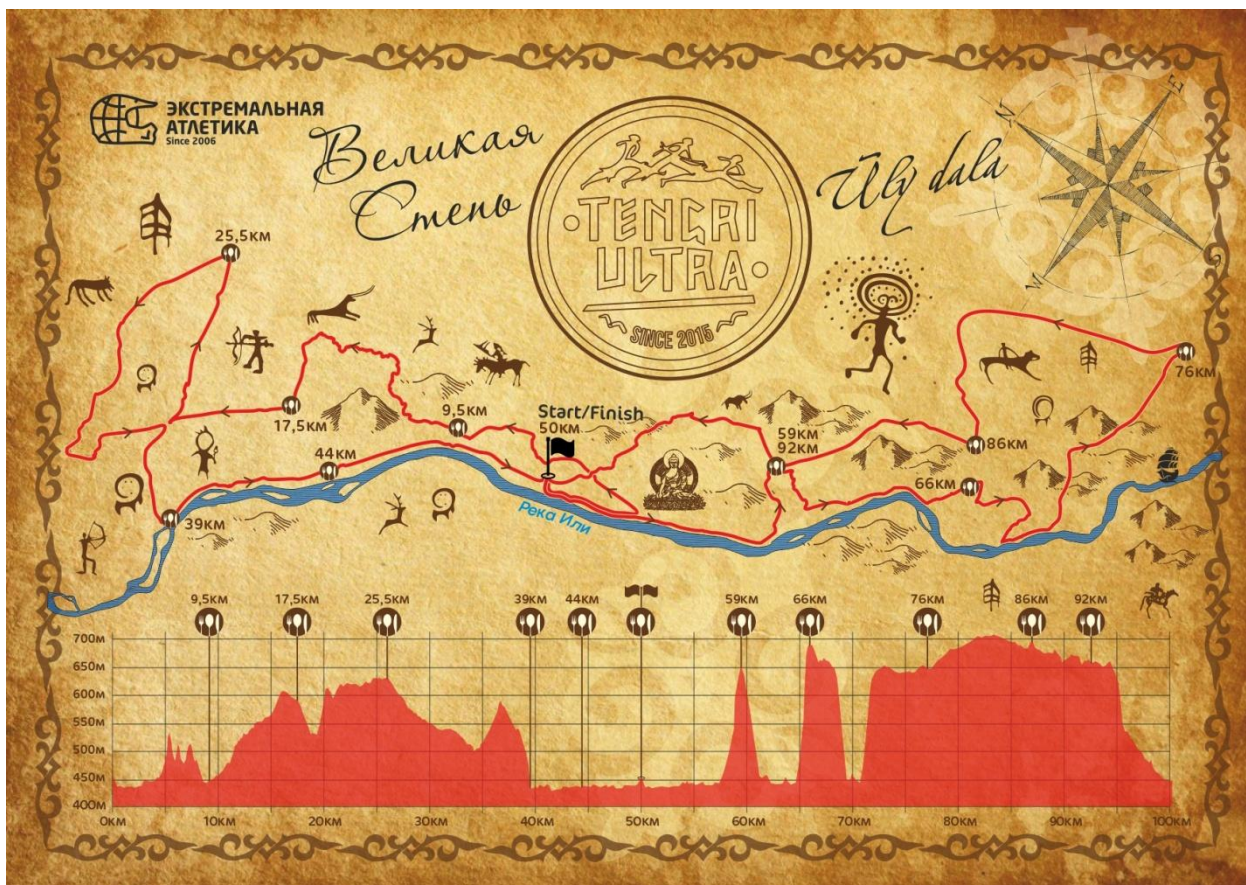 ЭКСТРЕМАЛЬНАЯ
АТЛЕТИКА
Since 2006
Великая
Степь
TENGRI
ULTRA
SINCE 2015
Uly dala
N
E
W
25,5КМ
17,5КМ
9,5КМ
Start/Finish
50КМ
44КМ
39КМ
59КМ
92КМ
86КМ
76КМ
66КМ
Река Или
9,5КМ
17,5КМ
25,5КМ
39КМ
44КМ
50КМ
59КМ
66КМ
76КМ
86КМ
92КМ
700М
650М
600М
550М
500М
450М
400М
0КМ
10КМ
20КМ
30КМ
40КМ
50КМ
60КМ
70КМ
80КМ
90КМ
100КМ